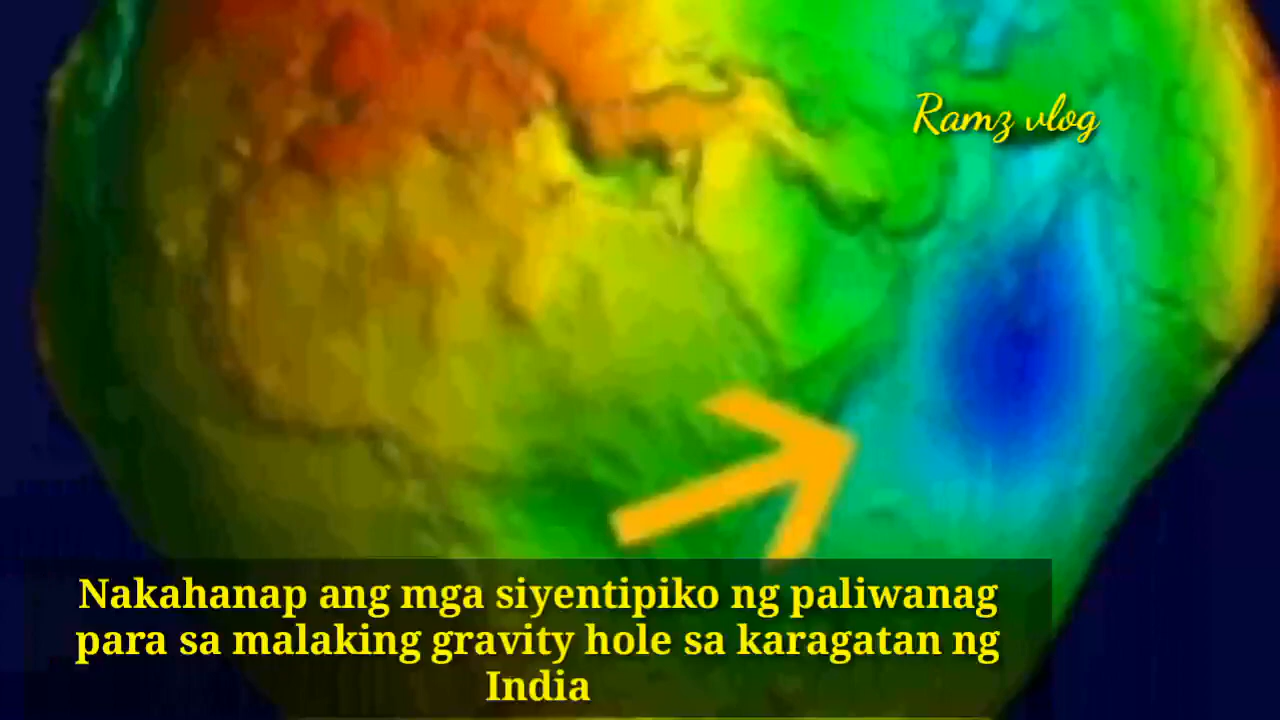 Ramz vlog
Nakahanap ang mga siyentipiko ng paliwanag
para sa malaking gravity hole sa karagatan ng
India